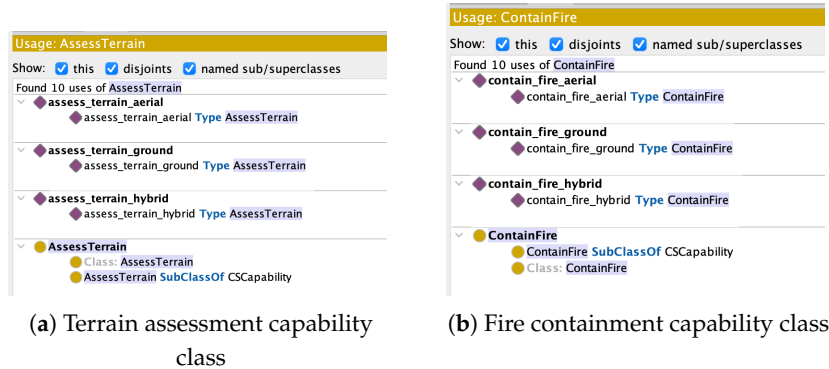 Usage: AssessTerrain
Show: this disjoints named sub/superclasses
Found 10 uses of AssessTerrain
assess_terrain_aerial
assess_terrain_aerial Type AssessTerrain
assess_terrain_ground
assess_terrain_ground Type AssessTerrain
assess_terrain_hybrid
assess_terrain_hybrid Type AssessTerrain
AssessTerrain
Class: AssessTerrain
AssessTerrain SubClassOf CSCapability
(a) Terrain assessment capability
class
Usage: ContainFire
Show: this disjoints named sub/superclasses
Found 10 uses of ContainFire
contain_fire_aerial
contain_fire_aerial Type ContainFire
contain_fire_ground
contain_fire_ground Type ContainFire
contain_fire_hybrid
contain_fire_hybrid Type ContainFire
ContainFire
ContainFire SubClassOf CSCapability
Class: ContainFire
(b) Fire containment capability class